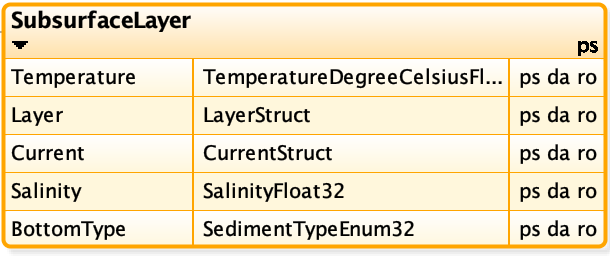 SubsurfaceLayer
ps
Temperature TemperatureDegreeCelsiusFl... ps da ro
Layer LayerStruct ps da ro
Current CurrentStruct ps da ro
Salinity SalinityFloat32 ps da ro
BottomType SedimentTypeEnum32 ps da ro